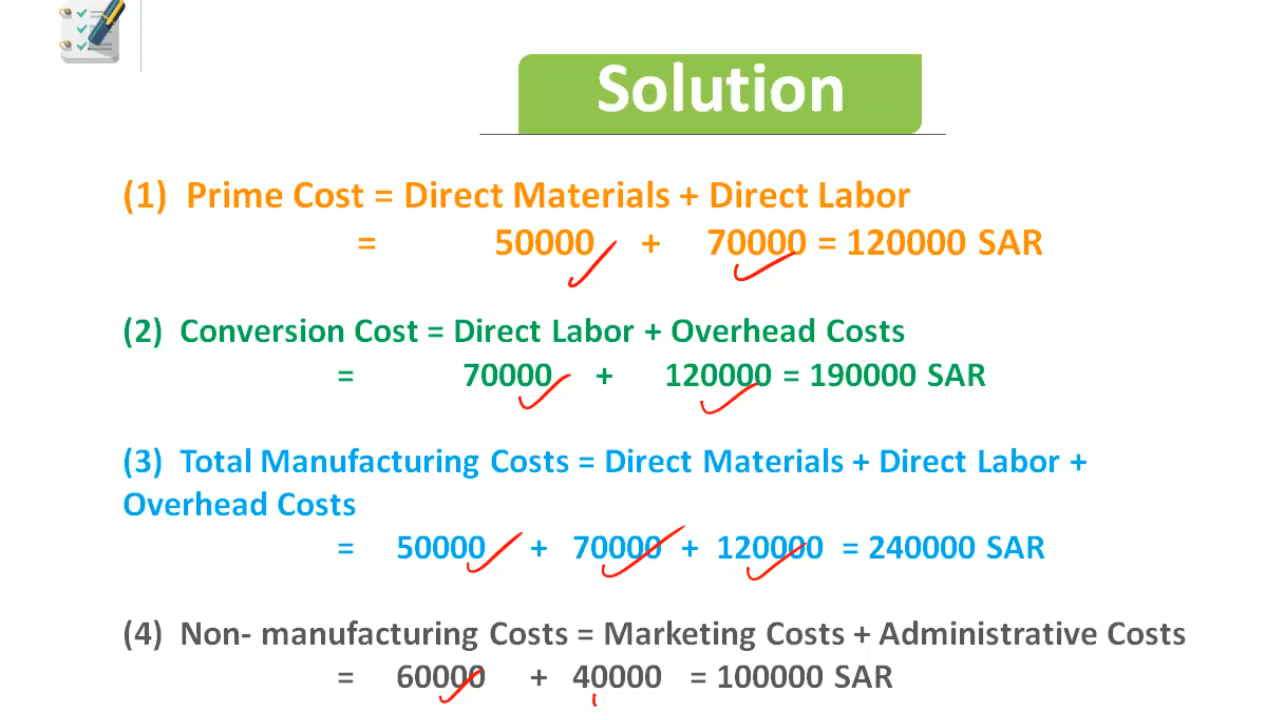 Solution
(1) Prime Cost = Direct Materials + Direct Labor
= 50000 + 70000 = 120000 SAR
(2) Conversion Cost = Direct Labor + Overhead Costs
= 70000 + 120000 = 190000 SAR
(3) Total Manufacturing Costs = Direct Materials + Direct Labor +
Overhead Costs
= 50000 + 70000 + 120000 = 240000 SAR
(4) Non- manufacturing Costs = Marketing Costs + Administrative Costs
= 60000 + 40000 = 100000 SAR